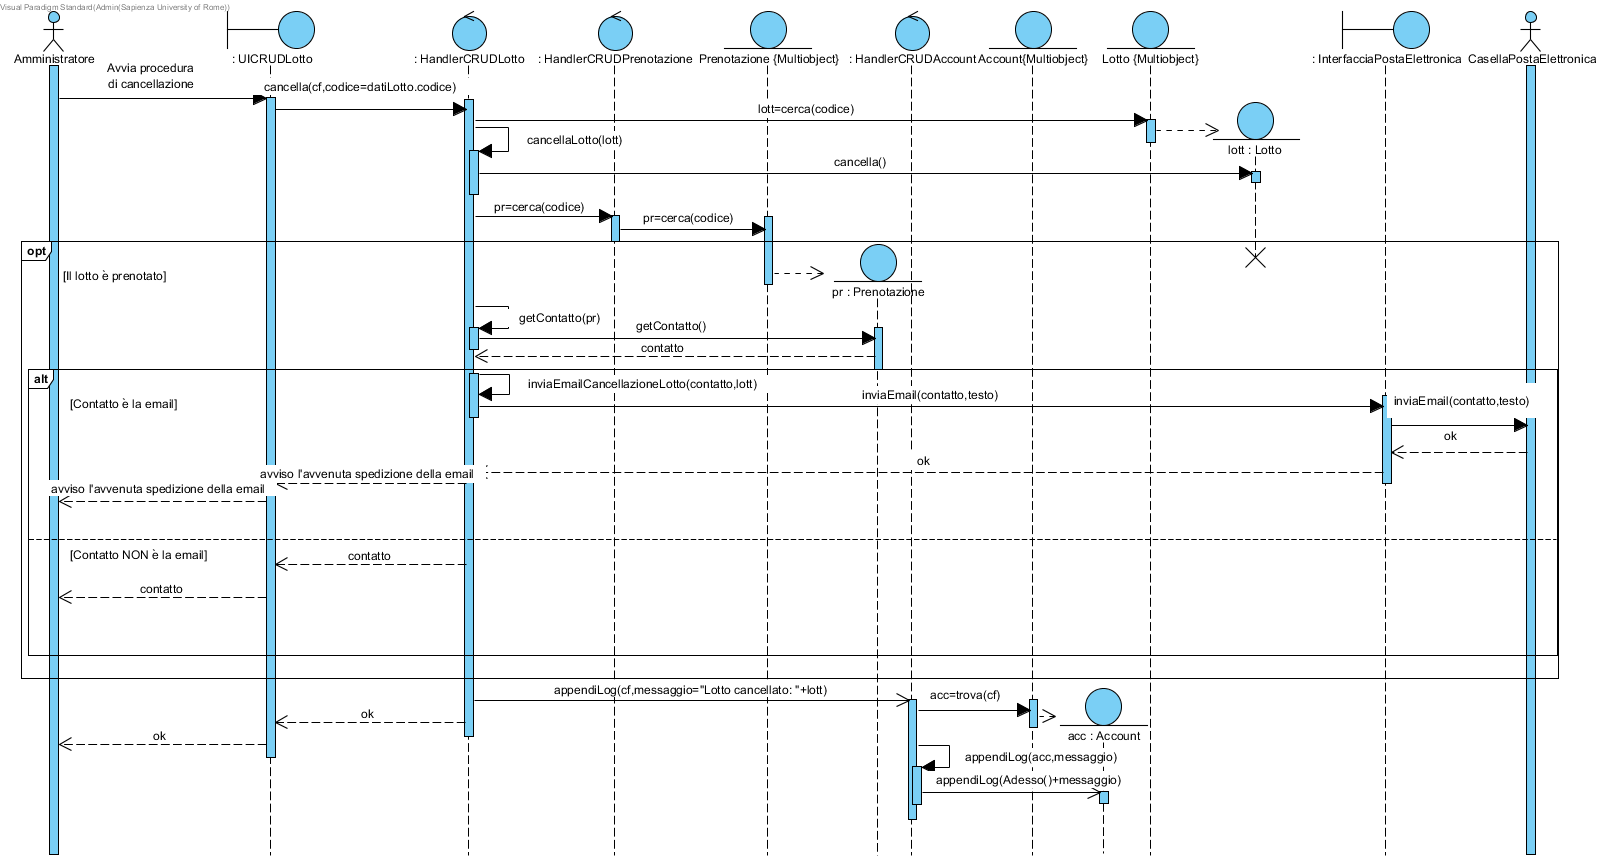 Visual Paradigm Standard(Admin(Sapienza University of Rome))
Amministratore
: UICRUDLotto
: HandlerCRUDLotto
: HandlerCRUDPrenotazione
Prenotazione {Multiobject}
: HandlerCRUDAccount
Account{Multiobject}
Lotto {Multiobject}
: InterfacciaPostaElettronica
CasellaPostaElettronica
Avvia procedura
di cancellazione
cancella(cf,codice=datiLotto.codice)
lott=cerca(codice)
cancellaLotto(lott)
lott : Lotto
cancella()
pr=cerca(codice)
pr=cerca(codice)
opt
[Il lotto è prenotato]
pr : Prenotazione
getContatto(pr)
getContatto()
contatto
alt
[Contatto è la email]
inviaEmailCancellazioneLotto(contatto,lott)
inviaEmail(contatto,testo)
inviaEmail(contatto,testo)
ok
ok
avviso l'avvenuta spedizione della email
avviso l'avvenuta spedizione della email
[Contatto NON è la email]
contatto
contatto
appendiLog(cf,messaggio="Lotto cancellato: "+lott)
acc=trova(cf)
ok
acc : Account
ok
appendiLog(acc,messaggio)
appendiLog(Adesso()+messaggio)